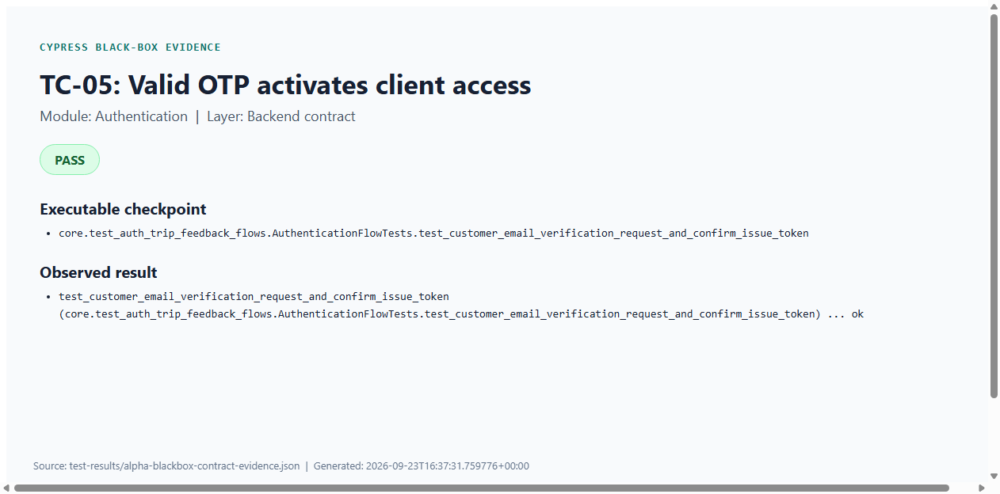 CYPRESS BLACK-BOX EVIDENCE
TC-05: Valid OTP activates client access
Module: Authentication | Layer: Backend contract
PASS
Executable checkpoint
• core.test_auth_trip_feedback_flows.AuthenticationFlowTests.test_customer_email_verification_request_and_confirm_issue_token
Observed result
• test_customer_email_verification_request_and_confirm_issue_token
(core.test_auth_trip_feedback_flows.AuthenticationFlowTests.test_customer_email_verification_request_and_confirm_issue_token) ... ok
Source: test-results/alpha-blackbox-contract-evidence.json | Generated: 2026-09-23T16:37:31.759776+00:00